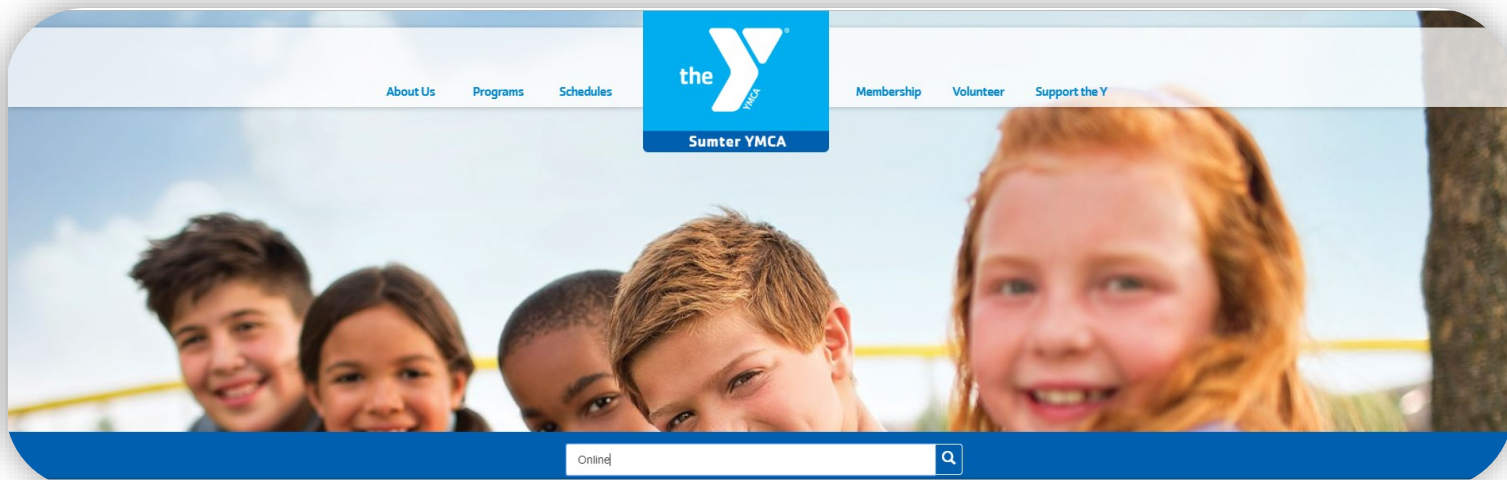 About Us Programs Schedules
the
YMCA
®
Sumter YMCA
Membership Volunteer Support the Y
Online